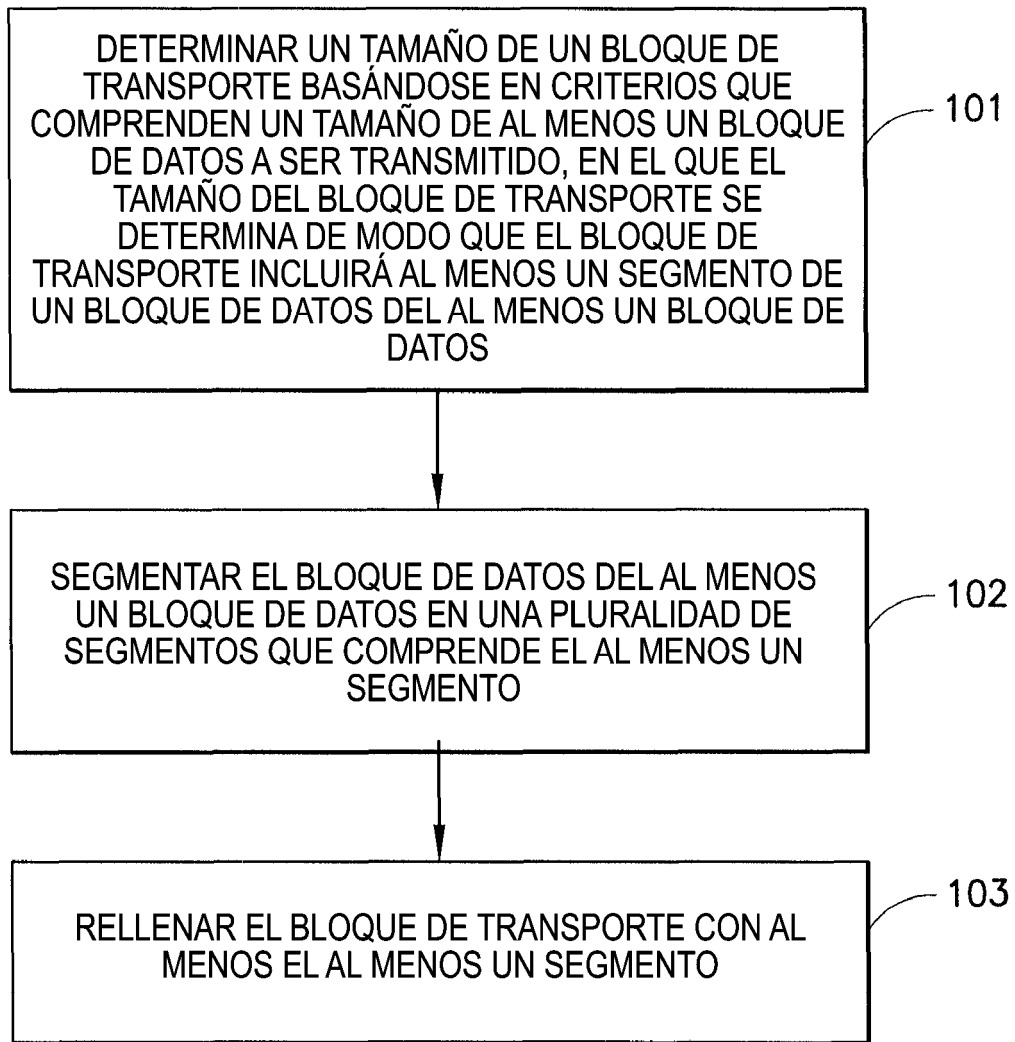 DETERMINAR UN TAMAÑO DE UN BLOQUE DE
TRANSPORTE BASÁNDOSE EN CRITERIOS QUE
COMPRENDEN UN TAMAÑO DE AL MENOS UN BLOQUE
DE DATOS A SER TRANSMITIDO, EN EL QUE EL
TAMAÑO DEL BLOQUE DE TRANSPORTE SE
DETERMINA DE MODO QUE EL BLOQUE DE
TRANSPORTE INCLUIRÁ AL MENOS UN SEGMENTO DE
UN BLOQUE DE DATOS DEL AL MENOS UN BLOQUE DE
DATOS
101
SEGMENTAR EL BLOQUE DE DATOS DEL AL MENOS
UN BLOQUE DE DATOS EN UNA PLURALIDAD DE
SEGMENTOS QUE COMPRENDE EL AL MENOS UN
SEGMENTO
102
RELLENAR EL BLOQUE DE TRANSPORTE CON AL
MENOS EL AL MENOS UN SEGMENTO
103